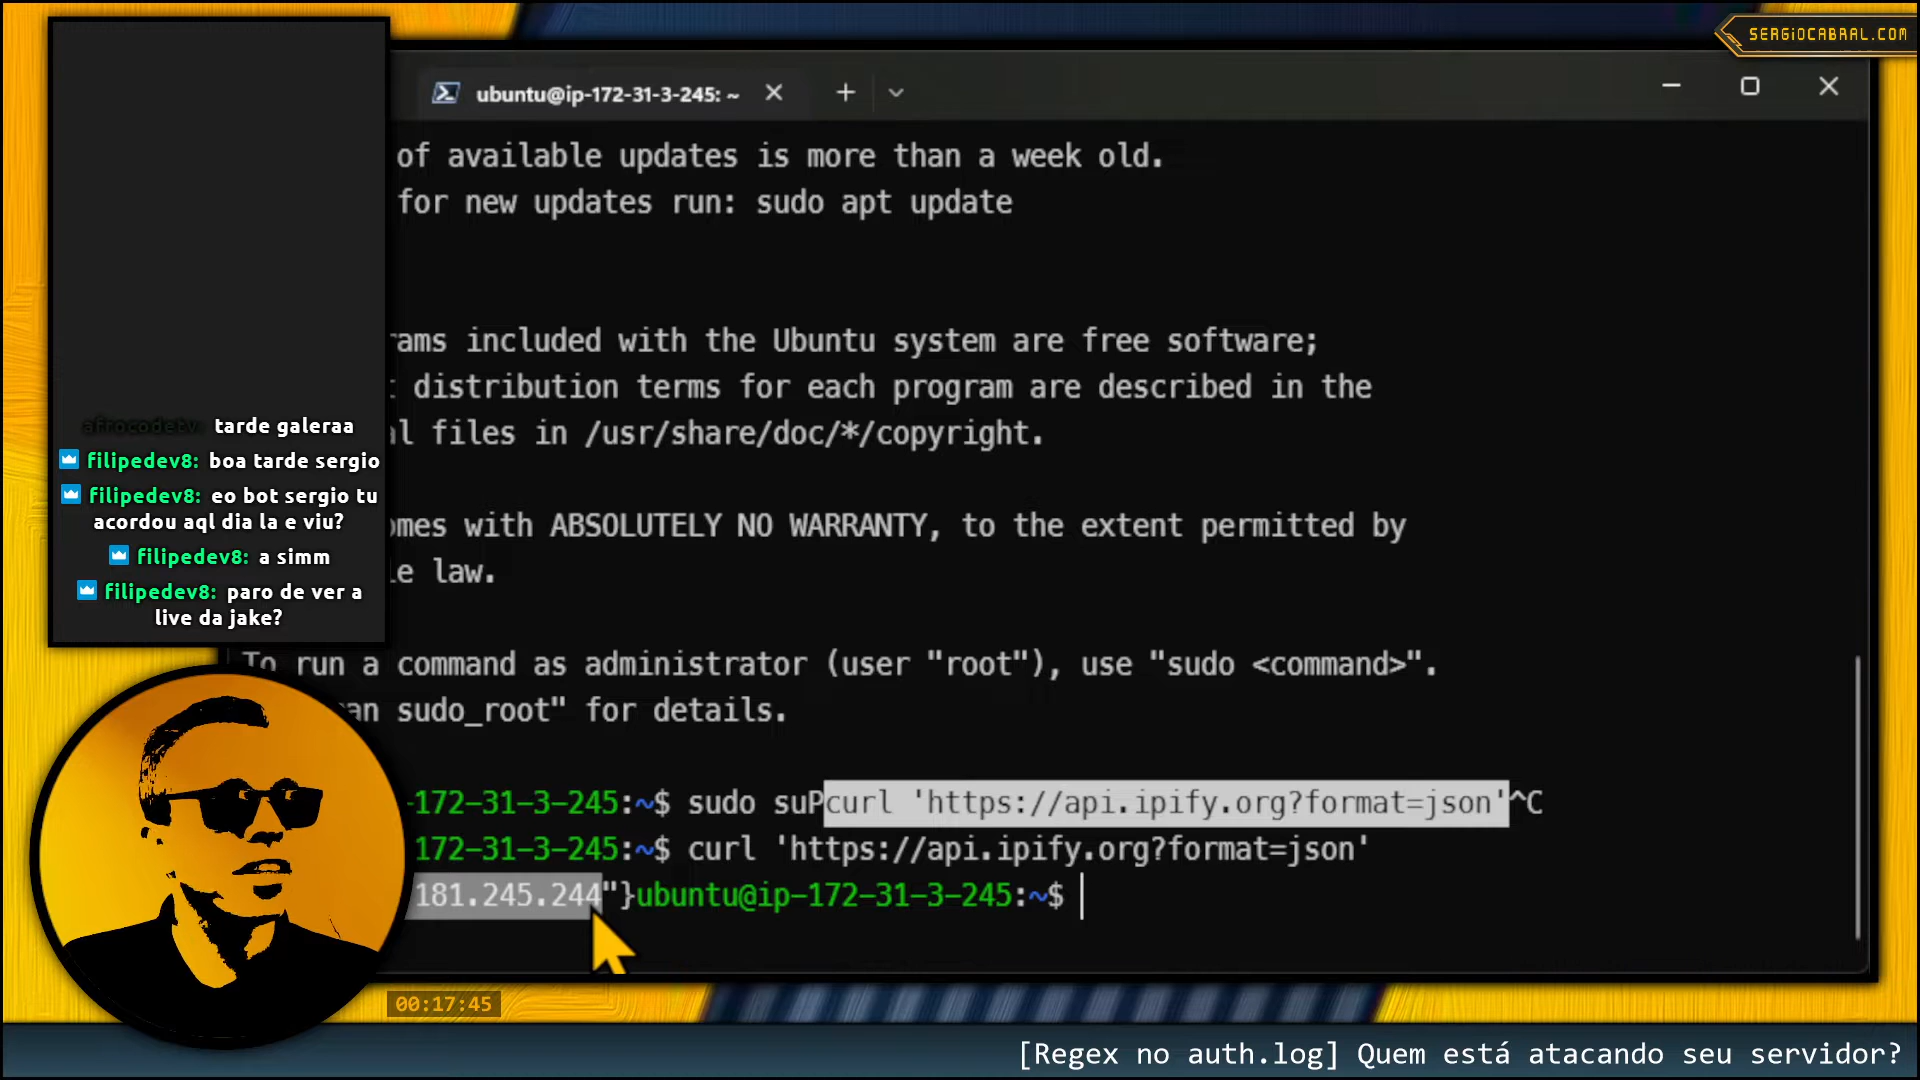 SERGIOCABRAL.COM
ubuntu@ip-172-31-3-245: ~
of available updates is more than a week old.
for new updates run: sudo apt update
rams included with the Ubuntu system are free software;
distribution terms for each program are described in the
l files in /usr/share/doc/*/copyright.
omes with ABSOLUTELY NO WARRANTY, to the extent permitted by
le law.
To run a command as administrator (user "root"), use "sudo <command>".
an sudo_root" for details.
-172-31-3-245:~$ sudo suPcurl 'https://api.ipify.org?format=json'^C
172-31-3-245:~$ curl 'https://api.ipify.org?format=json'
181.245.244"}ubuntu@ip-172-31-3-245:~$
afrocodetv: tarde galeraa
filipedev8: boa tarde sergio
filipedev8: eo bot sergio tu
acordou aql dia la e viu?
filipedev8: a simm
filipedev8: paro de ver a
live da jake?
00:17:45
[Regex no auth.log] Quem está atacando seu servidor?